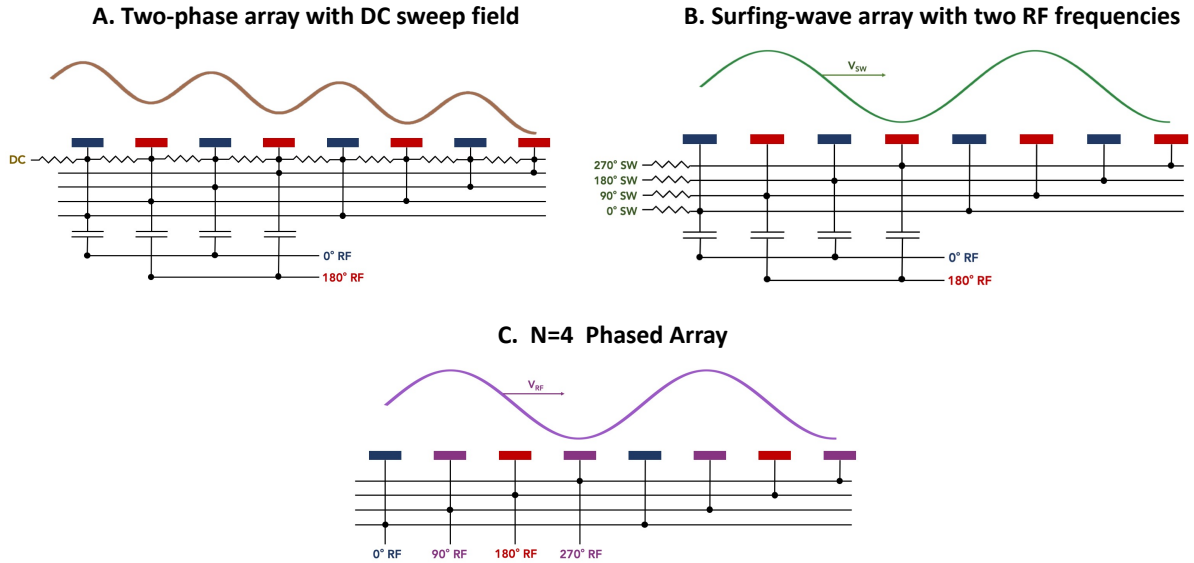 A. Two-phase array with DC sweep field
DC
0° RF
180° RF
B. Surfing-wave array with two RF frequencies
V_SW
270° SW
180° SW
90° SW
0° SW
0° RF
180° RF
C. N=4 Phased Array
V_RF
0° RF 90° RF 180° RF 270° RF